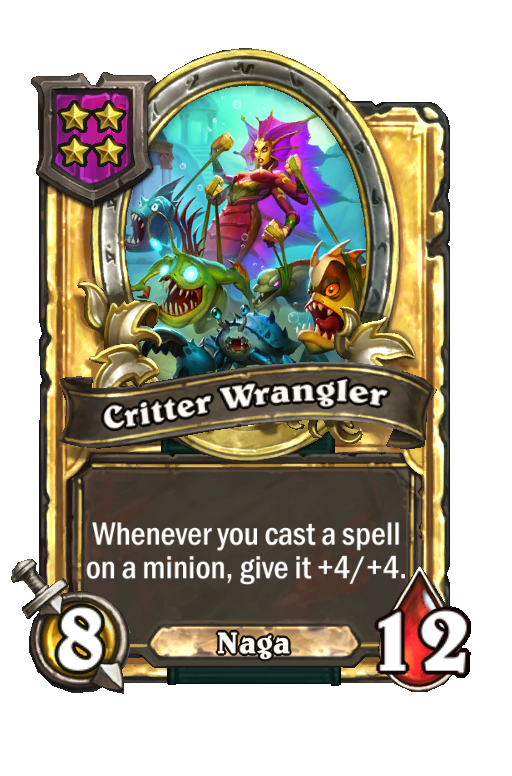 Critter Wrangler
Whenever you cast a spell
on a minion, give it +4/+4.
8
Naga
12